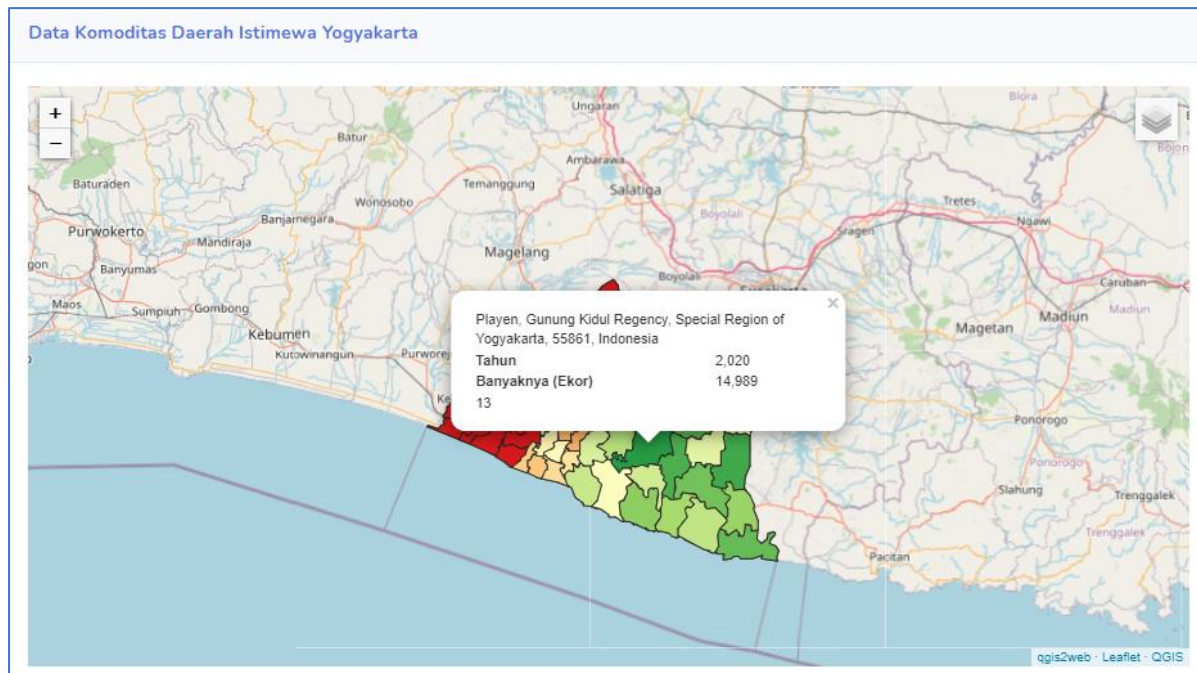 Data Komoditas Daerah Istimewa Yogyakarta
+
−
Ungaran
Blora
Batur
Bojon
Ambarawa
Baturaden
Temanggung
Salatiga
Wonosobo
Tretes
Boyolali
Banjarnegara
Ngawi
Purwokerto
Sragen
Mandiraja
Magelang
gon
Banyumas
Boyolali
Caruban
Maos
Sumpiuh
Gombong
Madiun
Madiun
Magetan
Kebumen
Kutowinangun
Purworej
×
Playen, Gunung Kidul Regency, Special Region of
Yogyakarta, 55861, Indonesia
Tahun 2,020
Banyaknya (Ekor) 14,989
13
Ponorogo
Ponorogo
Slahung
Trenggalek
Trenggalek
Pacitan
qgis2web · Leaflet · QGIS